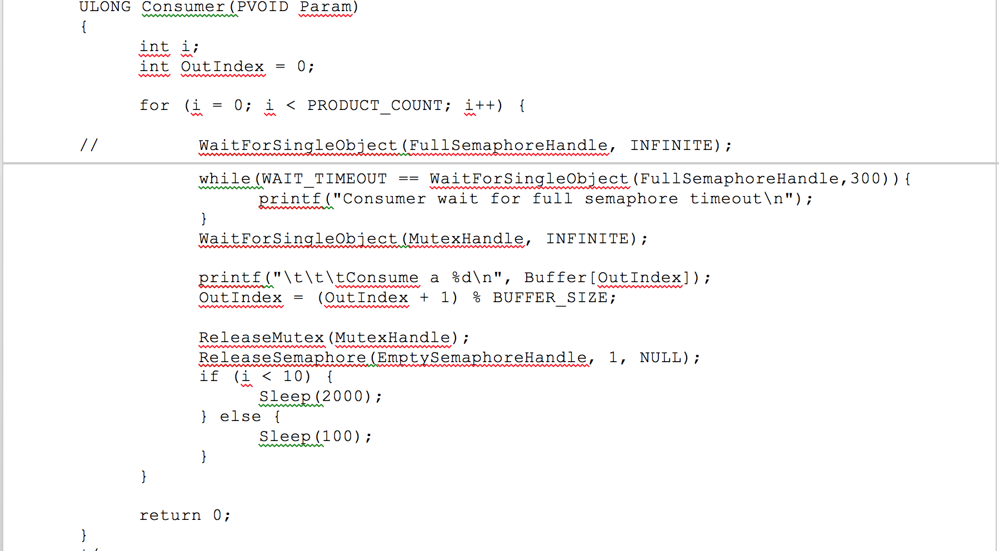 ULONG Consumer(PVOID Param)
{
int i;
int OutIndex = 0;
for (i = 0; i < PRODUCT_COUNT; i++) {
// WaitForSingleObject(FullSemaphoreHandle, INFINITE);
while(WAIT_TIMEOUT == WaitForSingleObject(FullSemaphoreHandle,300)){
printf("Consumer wait for full semaphore timeout\n");
}
WaitForSingleObject(MutexHandle, INFINITE);
printf("\t\t\tConsume a %d\n", Buffer[OutIndex]);
OutIndex = (OutIndex + 1) % BUFFER_SIZE;
ReleaseMutex(MutexHandle);
ReleaseSemaphore(EmptySemaphoreHandle, 1, NULL);
if (i < 10) {
Sleep(2000);
} else {
Sleep(100);
}
}
return 0;
}